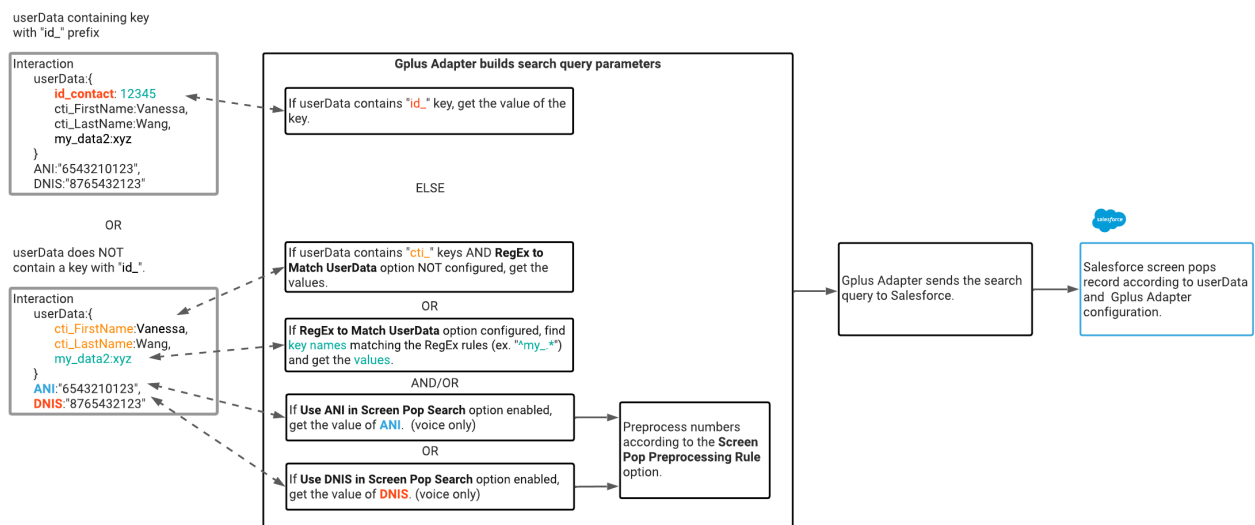 userData containing key
with "id_" prefix
Interaction
userData:{
id_contact: 12345
cti_FirstName:Vanessa,
cti_LastName:Wang,
my_data2:xyz
}
ANI:"6543210123",
DNIS:"8765432123"
OR
userData does NOT
contain a key with "id_".
Interaction
userData:{
cti_FirstName:Vanessa,
cti_LastName:Wang,
my_data2:xyz
}
ANI:"6543210123",
DNIS:"8765432123"
Gplus Adapter builds search query parameters
If userData contains "id_" key, get the value of the
key.
ELSE
If userData contains "cti_" keys AND RegEx to
Match UserData option NOT configured, get the
values.
OR
If RegEx to Match UserData option configured, find
key names matching the RegEx rules (ex. "^my_.*")
and get the values.
AND/OR
If Use ANI in Screen Pop Search option enabled,
get the value of ANI. (voice only)
OR
If Use DNIS in Screen Pop Search option enabled,
get the value of DNIS. (voice only)
Preprocess numbers
according to the Screen
Pop Preprocessing Rule
option.
Gplus Adapter sends the search
query to Salesforce.
salesforce
Salesforce screen pops
record according to userData
and Gplus Adapter
configuration.